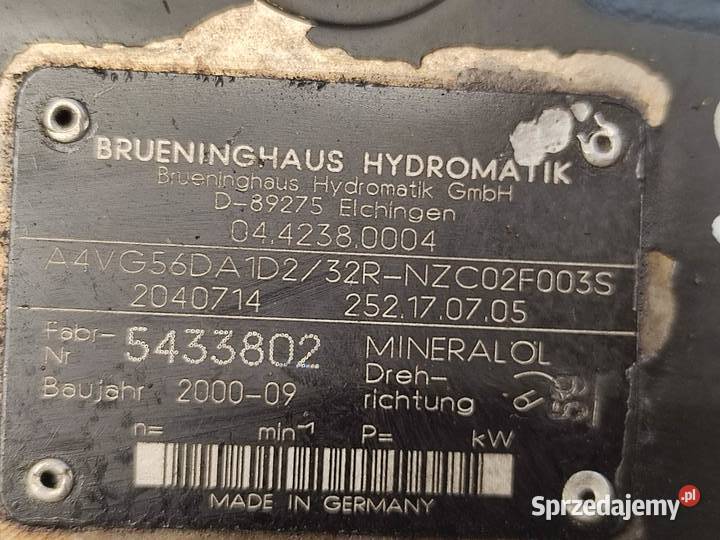 BRUENINGHAUS HYDROMATIK
Brueninghaus Hydromatik GmbH
D-89275 Elchingen
04.4238.0004
A4VG56DA1D2/32R-NZC02F003S
2040714 252.17.07.05
Fabr-Nr 5433802 MINERALÖL
Baujahr 2000-09 Dreh-richtung
n= min⁻¹ P= kW
MADE IN GERMANY
Sprzedajemy.pl